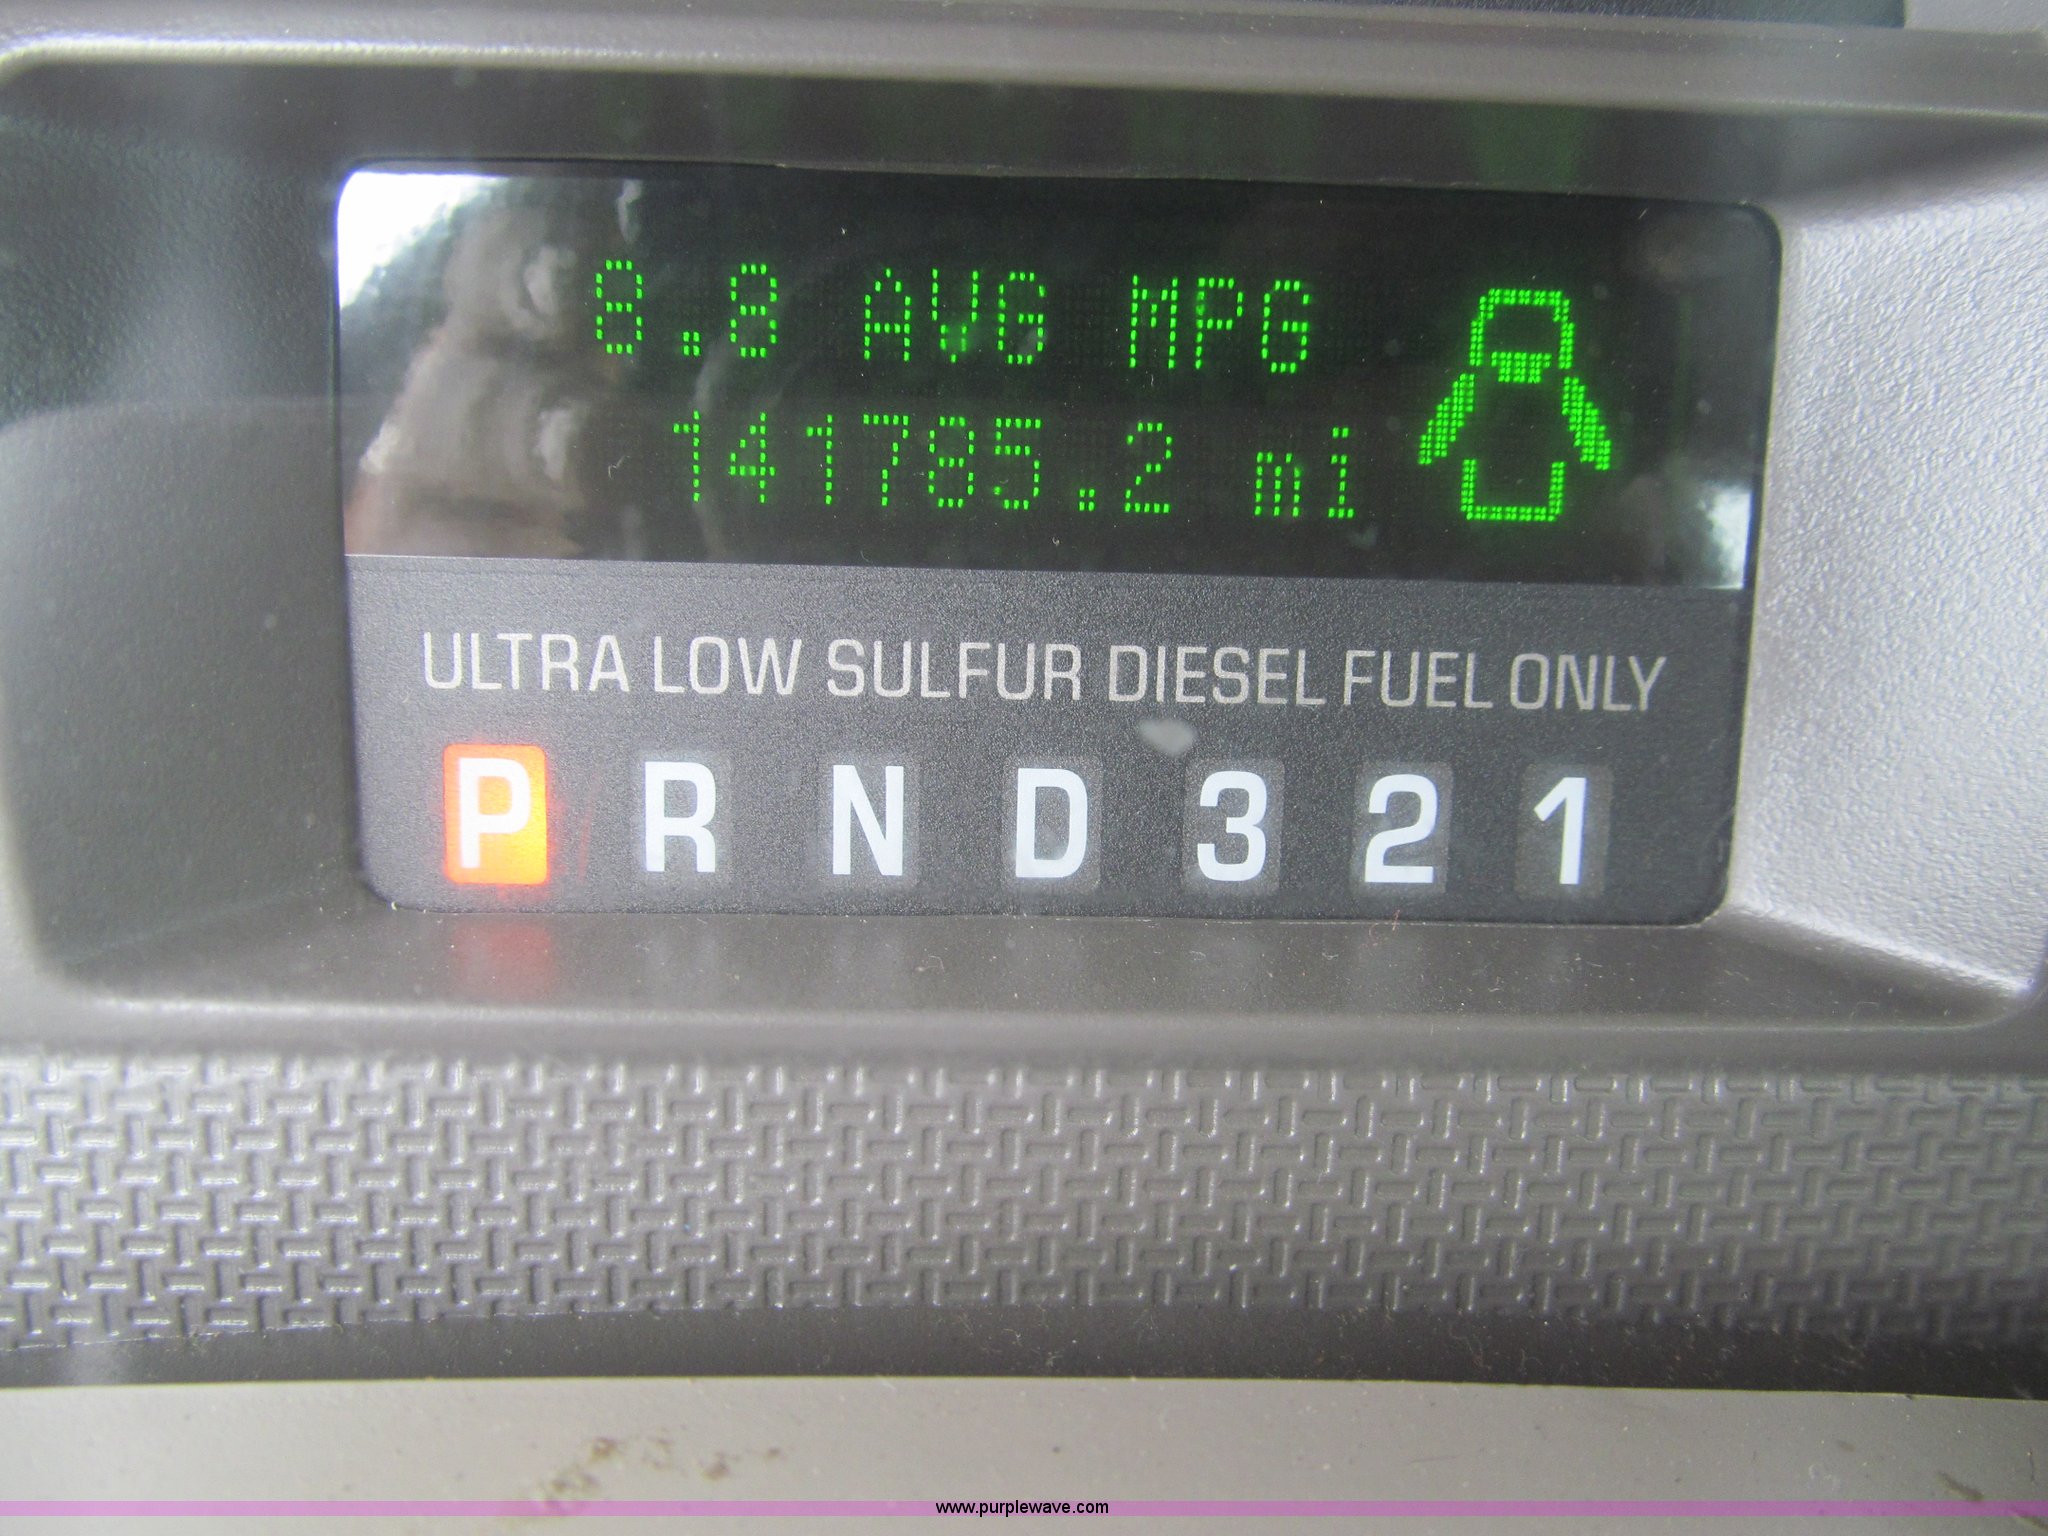 8.8 AVG MPG
141785.2 mi
ULTRA LOW SULFUR DIESEL FUEL ONLY
P R N D 3 2 1
www.purplewave.com